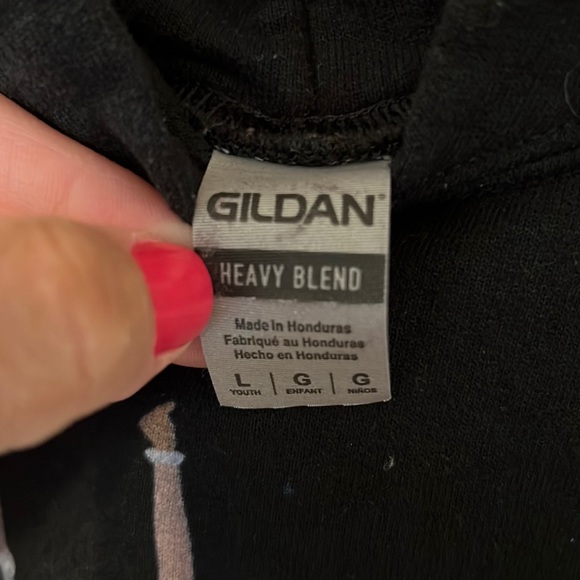 GILDAN®
HEAVY BLEND
Made in Honduras
Fabriqué au Honduras
Hecho en Honduras
L | G | G
YOUTH | ENFANT | NIÑOS